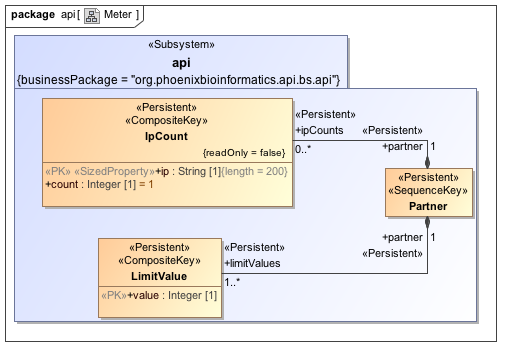 package api[ Meter ]
«Subsystem»
api
{businessPackage = "org.phoenixbioinformatics.api.bs.api"}
«Persistent»
«CompositeKey»
IpCount
{readOnly = false}
«PK» «SizedProperty»+ip : String [1]{length = 200}
+count : Integer [1] = 1
«Persistent»
+ipCounts
0..*
«Persistent»
+partner
1
«Persistent»
«SequenceKey»
Partner
+partner
1
«Persistent»
«Persistent»
+limitValues
1..*
«Persistent»
«CompositeKey»
LimitValue
«PK»+value : Integer [1]